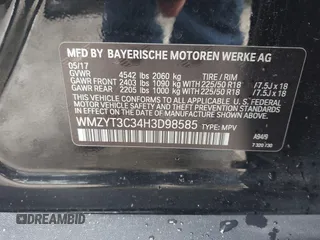 MFD BY BAYERISCHE MOTOREN WERKE AG
05/17
GVWR 4542 lbs 2060 kg TIRE / RIM
GAWR FRONT 2403 lbs 1090 kg WITH 225/50 R18 / 7.5J x 18
GAWR REAR 2205 lbs 1000 kg WITH 225/50 R18 / 7.5J x 18
THIS VEHICLE CONFORMS TO ALL APPLICABLE U.S. FEDERAL
MOTOR VEHICLE SAFETY
THEFT PREVENTION STANDARDS IN EFFECT ON THE DATE OF
MANUFACTURE SHOWN ABOVE.
WMZYT3C34H3D98585 TYPE: MPV
7 320 730
DREAMBID